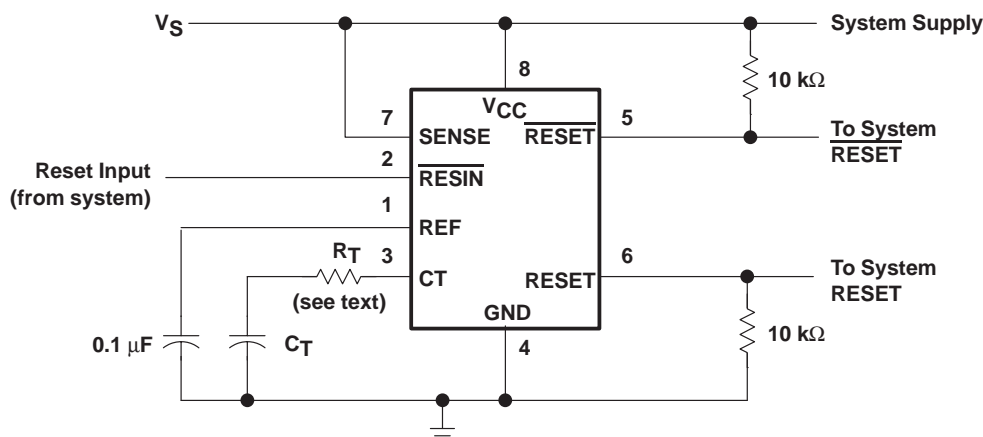 VS
System Supply
8
10 kΩ
VCC
7
SENSE
RESET
5
To System
RESET
2
Reset Input
(from system)
RESIN
1
REF
RT
3
CT
(see text)
RESET
6
To System
RESET
GND
0.1 μF
CT
4
10 kΩ